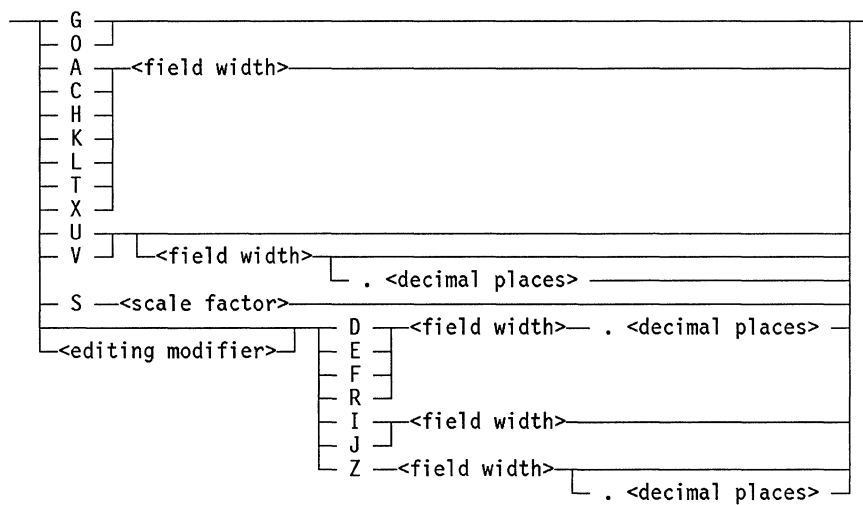 G
O
A <field width>
C
H
K
L
T
X
U
V <field width>
. <decimal places>
S <scale factor>
D <field width> . <decimal places>
<editing modifier>
E
F
R
I <field width>
J
Z <field width>
. <decimal places>